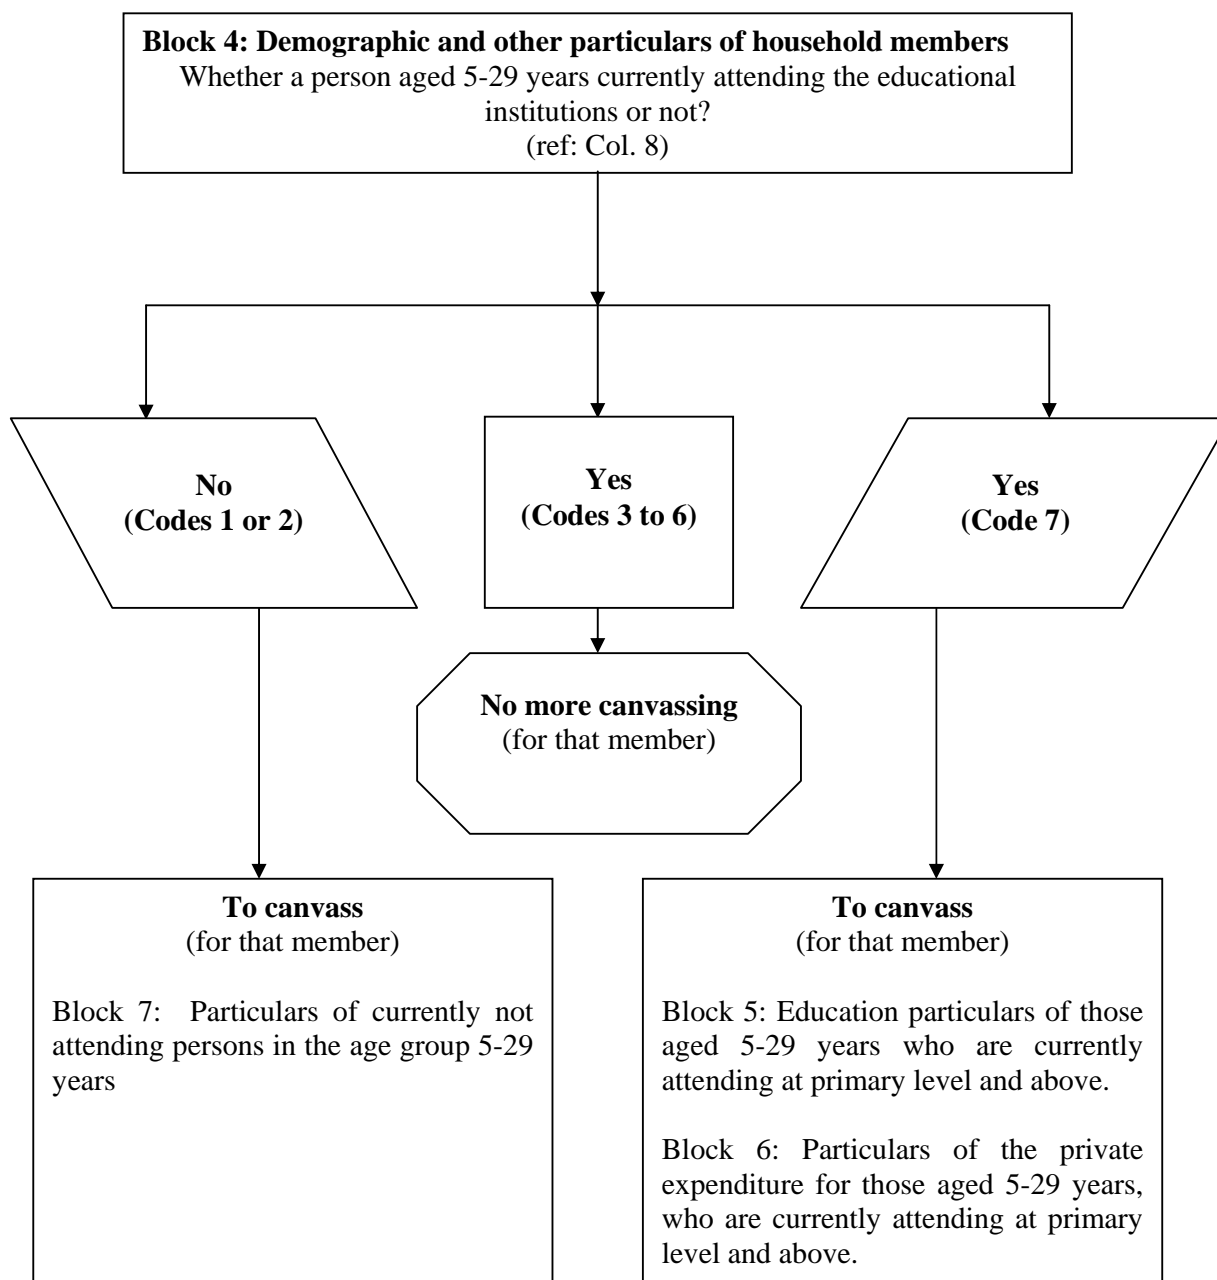 Block 4: Demographic and other particulars of household members
Whether a person aged 5-29 years currently attending the educational
institutions or not?
(ref: Col. 8)
No
(Codes 1 or 2)
Yes
(Codes 3 to 6)
Yes
(Code 7)
No more canvassing
(for that member)
To canvass
(for that member)
Block 7: Particulars of currently not
attending persons in the age group 5-29
years
To canvass
(for that member)
Block 5: Education particulars of those
aged 5-29 years who are currently
attending at primary level and above.
Block 6: Particulars of the private
expenditure for those aged 5-29 years,
who are currently attending at primary
level and above.